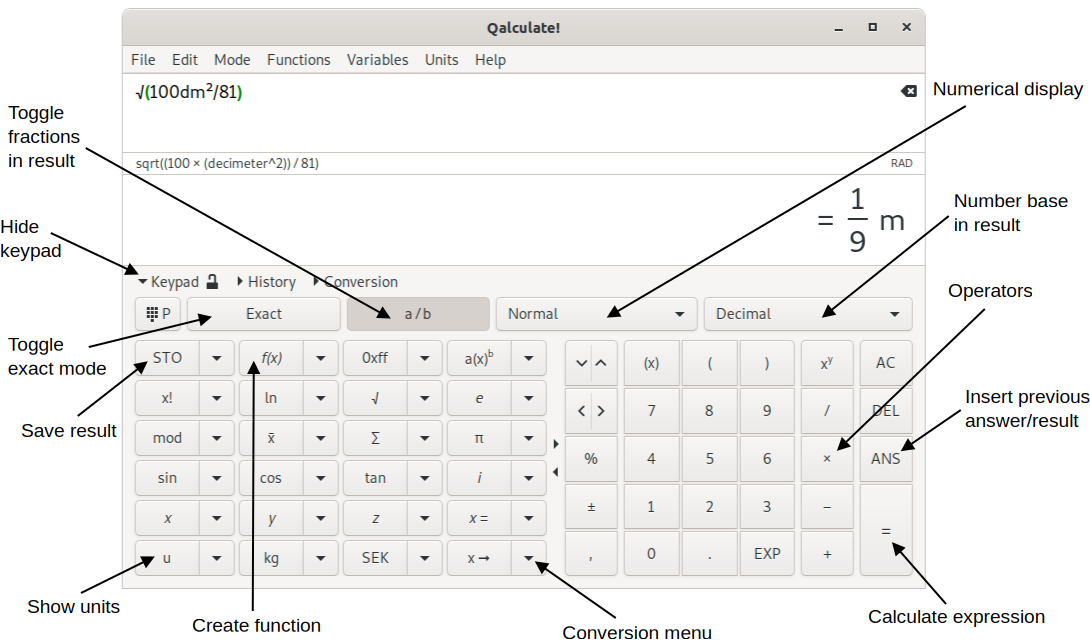 Qalculate!
File Edit Mode Functions Variables Units Help
√(100dm²/81)
Numerical display
Toggle
fractions
in result
sqrt((100 × (decimeter^2)) / 81)
RAD
= 1/9 m
Number base
in result
Hide
keypad
Keypad History Conversion
Operators
P Exact a / b Normal Decimal
Toggle
exact mode
STO f(x) 0xff a(x)ᵇ (x) ( ) xʸ AC
x! ln √ e < > 7 8 9 / DEL
Insert previous
answer/result
Save result
mod x̄ Σ π % 4 5 6 × ANS
sin cos tan i ± 1 2 3 − =
x y z x =
u kg SEK x → , 0 . EXP +
Show units
Create function
Conversion menu
Calculate expression